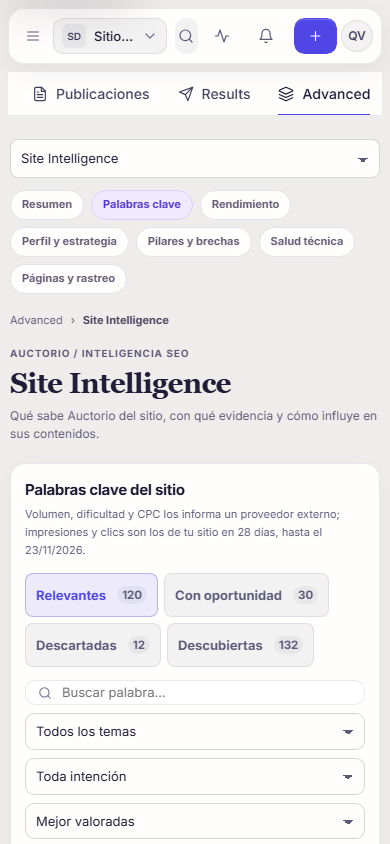 SD Sitio...
QV
Publicaciones Results Advanced
Site Intelligence
Resumen Palabras clave Rendimiento
Perfil y estrategia Pilares y brechas Salud técnica
Páginas y rastreo
Advanced › Site Intelligence
AUCTORIO / INTELIGENCIA SEO
Site Intelligence
Qué sabe Auctorio del sitio, con qué evidencia y cómo influye en
sus contenidos.
Palabras clave del sitio
Volumen, dificultad y CPC los informa un proveedor externo;
impresiones y clics son los de tu sitio en 28 días, hasta el
23/11/2026.
Relevantes 120 Con oportunidad 30
Descartadas 12 Descubiertas 132
Buscar palabra...
Todos los temas
Toda intención
Mejor valoradas